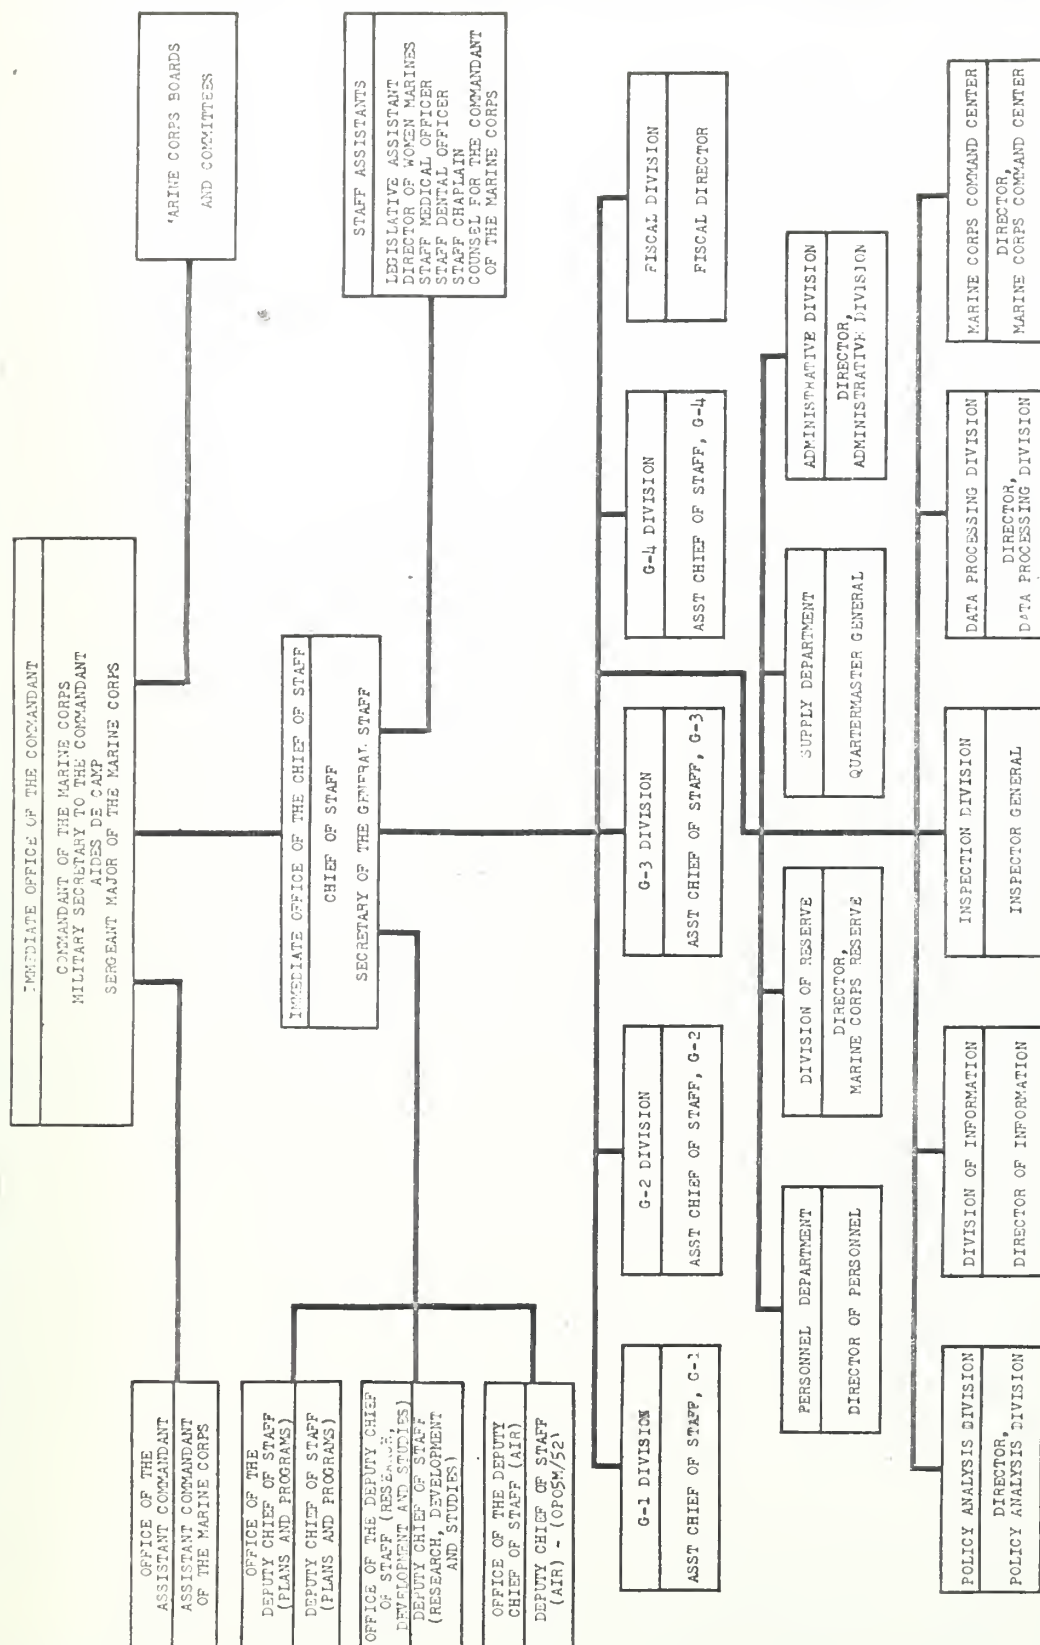 IMMEDIATE OFFICE OF THE COMMANDANT
COMMANDANT OF THE MARINE CORPS
MILITARY SECRETARY TO THE COMMANDANT
AIDES DE CAMP
SERGEANT MAJOR OF THE MARINE CORPS
OFFICE OF THE
ASSISTANT COMMANDANT
ASSISTANT COMMANDANT
OF THE MARINE CORPS
'ARINE CORPS BOARDS
AND COMMITTEES
IMMEDIATE OFFICE OF THE CHIEF OF STAFF
CHIEF OF STAFF
SECRETARY OF THE GENERAL STAFF
OFFICE OF THE
DEPUTY CHIEF OF STAFF
(PLANS AND PROGRAMS)
DEPUTY CHIEF OF STAFF
(PLANS AND PROGRAMS)
OFFICE OF THE DEPUTY CHIEF
OF STAFF (RESEARCH,
DEVELOPMENT AND STUDIES)
DEPUTY CHIEF OF STAFF
(RESEARCH, DEVELOPMENT
AND STUDIES)
OFFICE OF THE DEPUTY
CHIEF OF STAFF (AIR)
DEPUTY CHIEF OF STAFF
(AIR) - (OP05M/52)
STAFF ASSISTANTS
LEGISLATIVE ASSISTANT
DIRECTOR OF WOMEN MARINES
STAFF MEDICAL OFFICER
STAFF DENTAL OFFICER
STAFF CHAPLAIN
COUNSEL FOR THE COMMANDANT
OF THE MARINE CORPS
G-1 DIVISION
ASST CHIEF OF STAFF, G-1
G-2 DIVISION
ASST CHIEF OF STAFF, G-2
G-3 DIVISION
ASST CHIEF OF STAFF, G-3
G-4 DIVISION
ASST CHIEF OF STAFF, G-4
FISCAL DIVISION
FISCAL DIRECTOR
PERSONNEL DEPARTMENT
DIRECTOR OF PERSONNEL
DIVISION OF RESERVE
DIRECTOR,
MARINE CORPS RESERVE
SUPPLY DEPARTMENT
QUARTERMASTER GENERAL
ADMINISTRATIVE DIVISION
DIRECTOR,
ADMINISTRATIVE DIVISION
POLICY ANALYSIS DIVISION
DIRECTOR,
POLICY ANALYSIS DIVISION
DIVISION OF INFORMATION
DIRECTOR OF INFORMATION
INSPECTION DIVISION
INSPECTOR GENERAL
DATA PROCESSING DIVISION
DIRECTOR,
DATA PROCESSING DIVISION
MARINE CORPS COMMAND CENTER
DIRECTOR,
MARINE CORPS COMMAND CENTER